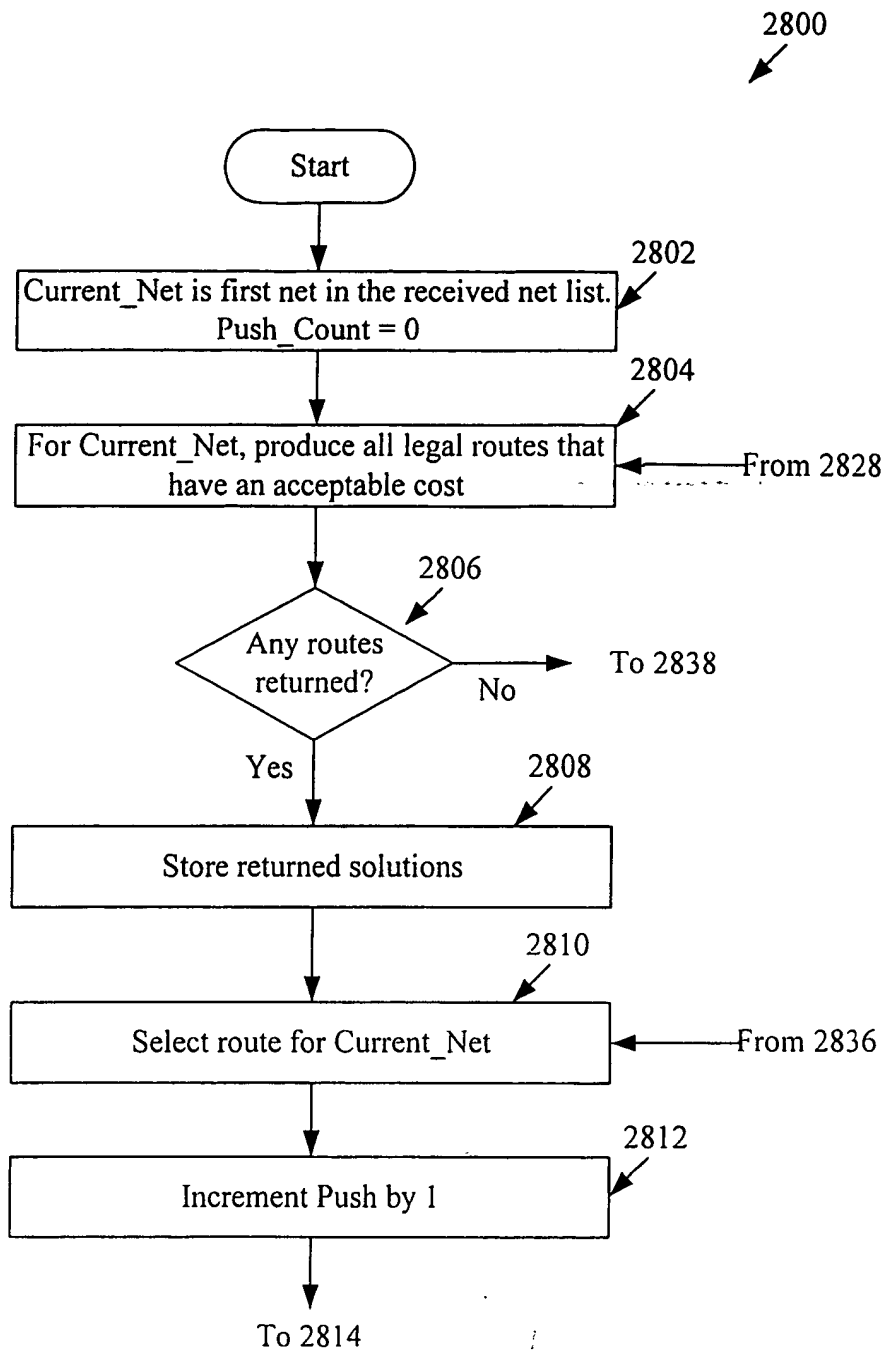 2800
Start
2802
Current_Net is first net in the received net list.
Push_Count = 0
2804
For Current_Net, produce all legal routes that
have an acceptable cost
From 2828
2806
Any routes
returned?
No
To 2838
Yes
2808
Store returned solutions
2810
Select route for Current_Net
From 2836
2812
Increment Push by 1
To 2814